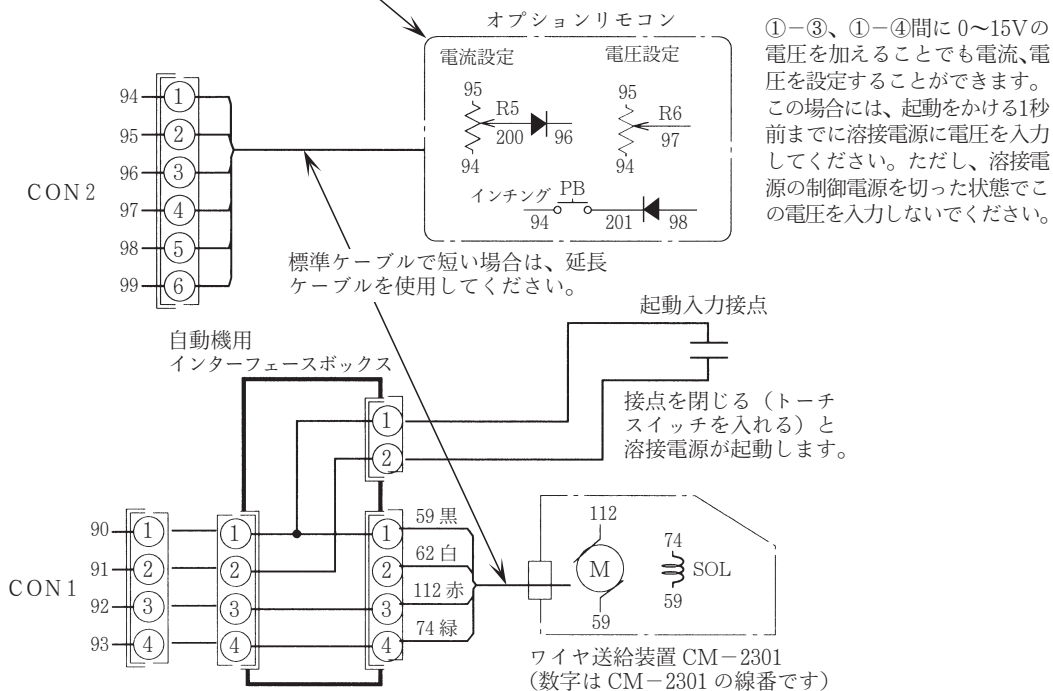 オプションリモコン
電流設定
電圧設定
95
R5
200
96
94
95
R6
97
94
インチング
PB
94
201
98
①−③、①−④間に 0〜15Vの
電圧を加えることでも電流、電
圧を設定することができます。
この場合には、起動をかける1秒
前までに溶接電源に電圧を入力
してください。ただし、溶接電
源の制御電源を切った状態でこ
の電圧を入力しないでください。
CON2
94 ①
95 ②
96 ③
97 ④
98 ⑤
99 ⑥
標準ケーブルで短い場合は、延長
ケーブルを使用してください。
自動機用
インターフェースボックス
起動入力接点
①
②
接点を閉じる（トーチ
スイッチを入れる）と
溶接電源が起動します。
CON1
90 ① ① ① 59 黒
91 ② ② ② 62 白
92 ③ ③ ③ 112 赤
93 ④ ④ ④ 74 緑
112
M
59
74
SOL
59
ワイヤ送給装置 CM−2301
（数字は CM−2301 の線番です）